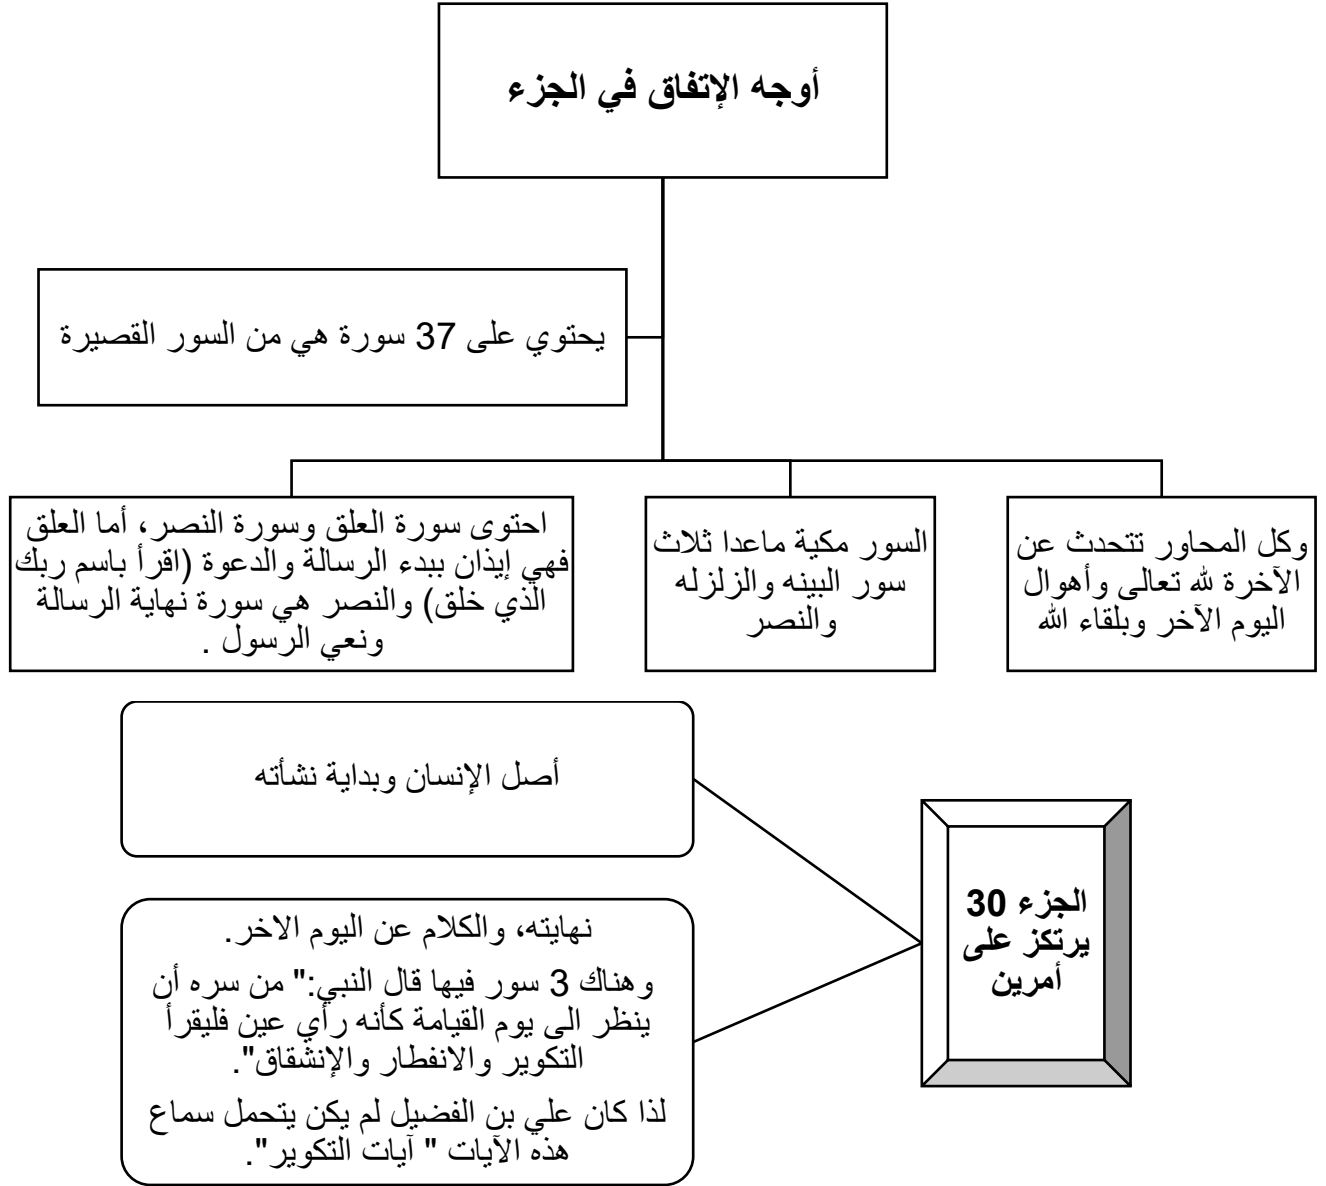 أوجه الإتفاق في الجزء
يحتوي على 37 سورة هي من السور القصيرة
وكل المحاور تتحدث عن
الآخرة لله تعالى وأهوال
اليوم الآخر وبلقاء الله
السور مكية ماعدا ثلاث
سور البينه والزلزله
والنصر
احتوى سورة العلق وسورة النصر، أما العلق
فهي إيذان ببدء الرسالة والدعوة (اقرأ باسم ربك
الذي خلق) والنصر هي سورة نهاية الرسالة
ونعي الرسول .
الجزء 30
يرتكز على
أمرين
أصل الإنسان وبداية نشأته
نهايته، والكلام عن اليوم الاخر.
وهناك 3 سور فيها قال النبي:" من سره أن
ينظر الى يوم القيامة كأنه رأي عين فليقرأ
التكوير والانفطار والإنشقاق".
لذا كان علي بن الفضيل لم يكن يتحمل سماع
هذه الآيات " آيات التكوير".